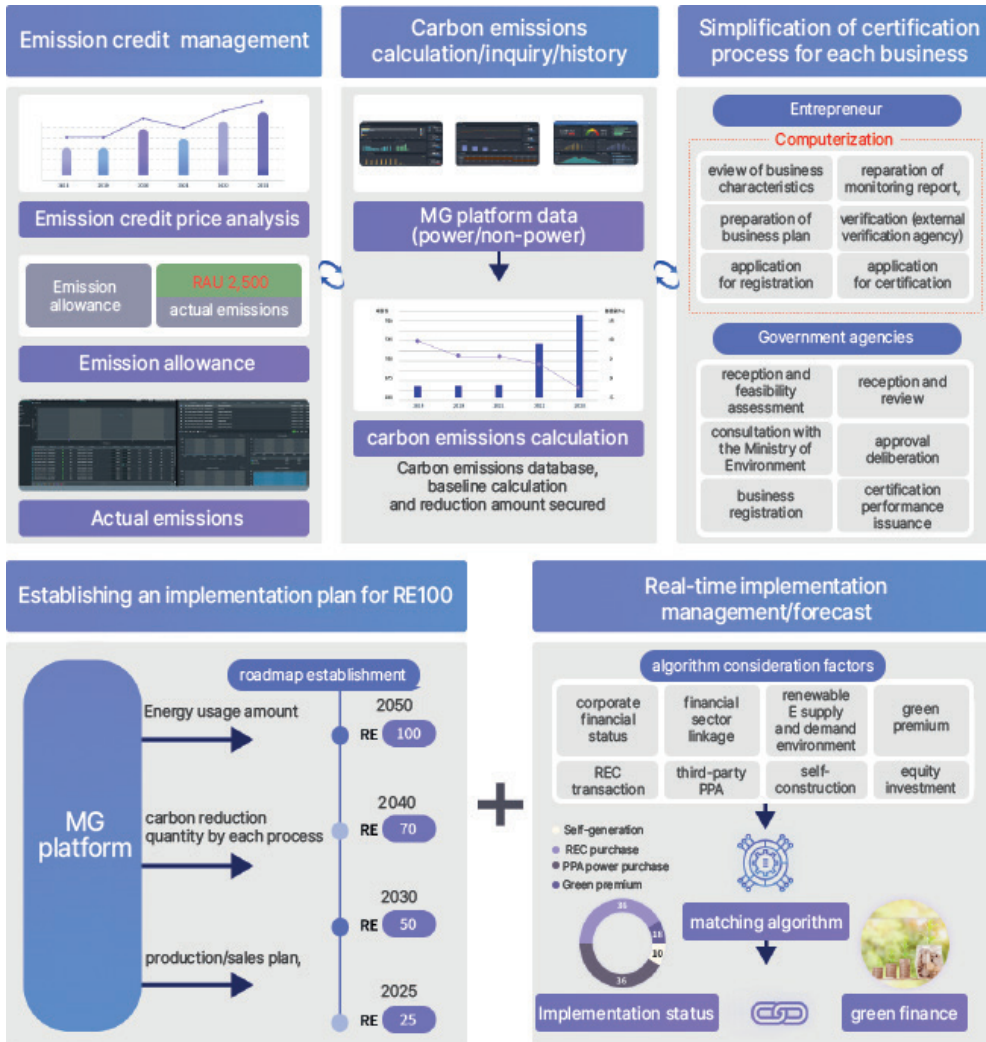 Emission credit management
Emission credit price analysis
Emission
allowance
RAU 2,500
actual emissions
Emission allowance
Actual emissions
Carbon emissions
calculation/inquiry/history
MG platform data
(power/non-power)
2019
2020
2021
carbon emissions calculation
Carbon emissions database,
baseline calculation
and reduction amount secured
Simplification of certification
process for each business
Entrepreneur
Computerization
eview of business
characteristics
reparation of
monitoring report,
preparation of
business plan
verification (external
verification agency)
application
for registration
application
for certification
Government agencies
reception and
feasibility
assessment
reception and
review
consultation with
the Ministry of
Environment
approval
deliberation
business
registration
certification
performance
issuance
Establishing an implementation plan for RE100
MG
platform
Energy usage amount
carbon reduction
quantity by each process
production/sales plan,
roadmap establishment
2050
RE 100
2040
RE 70
2030
RE 50
2025
RE 25
+
Real-time implementation
management/forecast
algorithm consideration factors
corporate
financial
status
financial
sector
linkage
renewable
E supply
and demand
environment
green
premium
REC
transaction
third-party
PPA
self-
construction
equity
investment
Self-generation
REC purchase
PPA power purchase
Green premium
18
10
36
Implementation status
matching algorithm
green finance